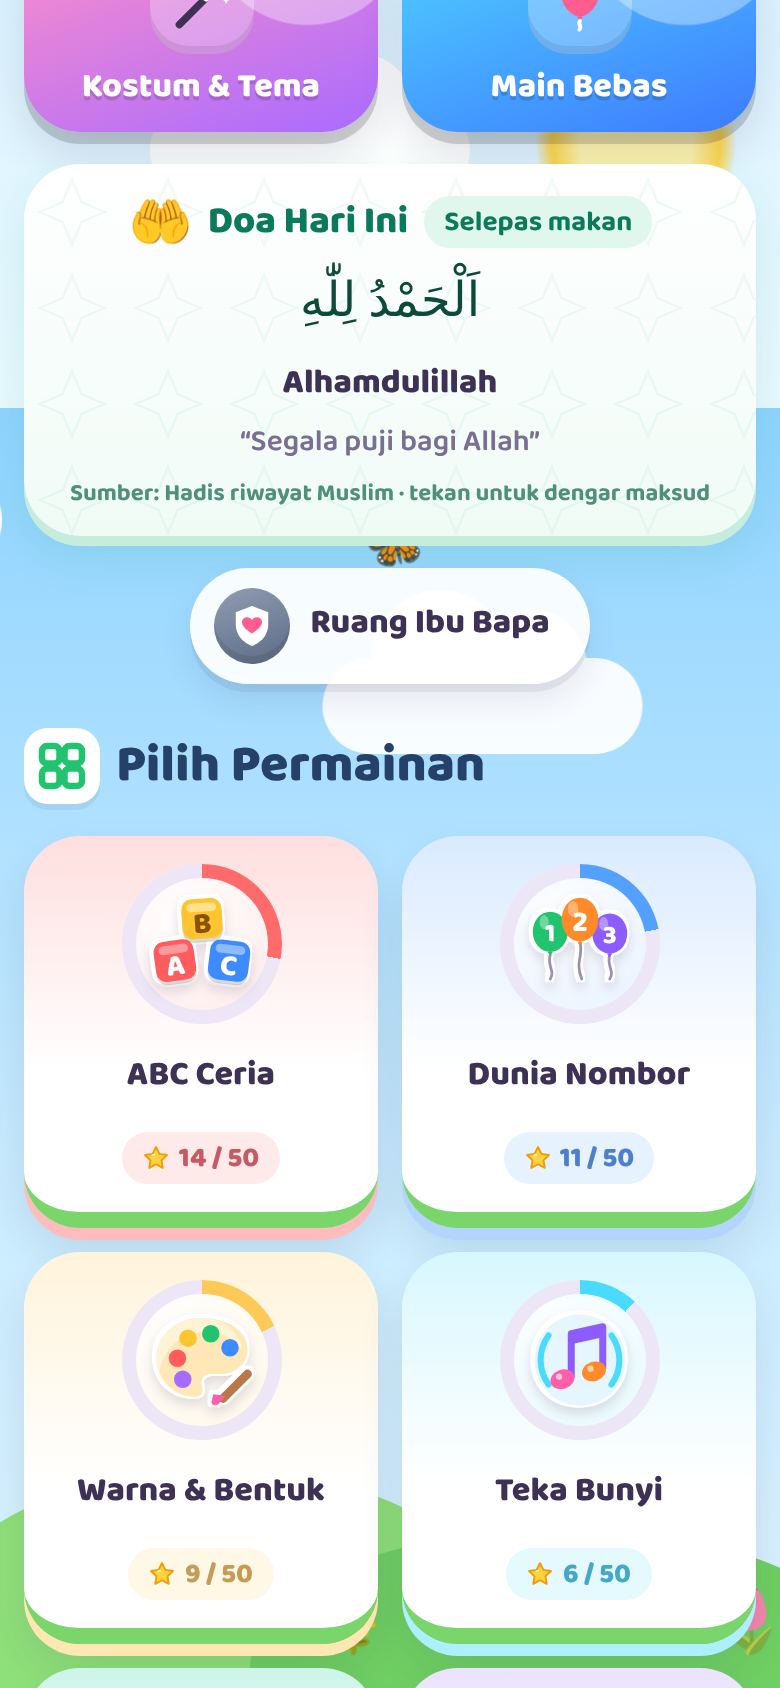 Kostum & Tema
Main Bebas
Doa Hari Ini
Selepas makan
اَلْحَمْدُ لِلّٰهِ
Alhamdulillah
“Segala puji bagi Allah”
Sumber: Hadis riwayat Muslim · tekan untuk dengar maksud
Ruang Ibu Bapa
Pilih Permainan
B
A C
1 2 3
ABC Ceria
Dunia Nombor
14 / 50
11 / 50
Warna & Bentuk
Teka Bunyi
9 / 50
6 / 50